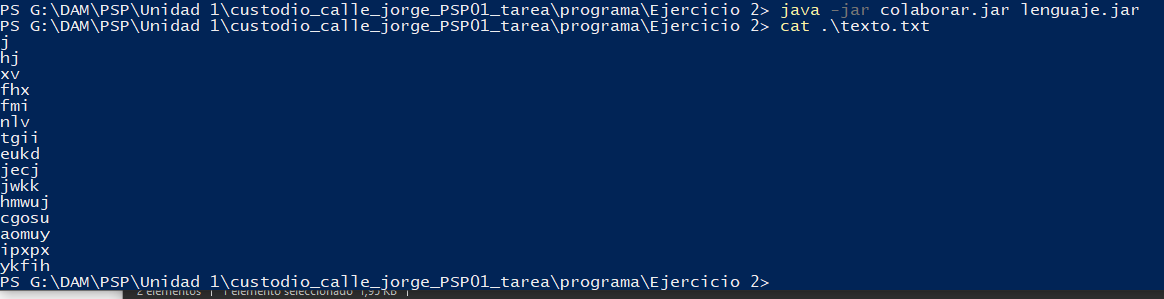 PS G:\DAM\PSP\Unidad 1\custodio_calle_jorge_PSP01_tarea\programa\Ejercicio 2> java -jar colaborar.jar lenguaje.jar
PS G:\DAM\PSP\Unidad 1\custodio_calle_jorge_PSP01_tarea\programa\Ejercicio 2> cat .\texto.txt
j
hj
xv
fhx
fmi
nlv
tgii
eukd
jecj
jwkk
hmwuj
cgosu
aomuy
ipxpx
ykfih
PS G:\DAM\PSP\Unidad 1\custodio_calle_jorge_PSP01_tarea\programa\Ejercicio 2>
2 elementos | 1 elemento seleccionado 1,95 KB |